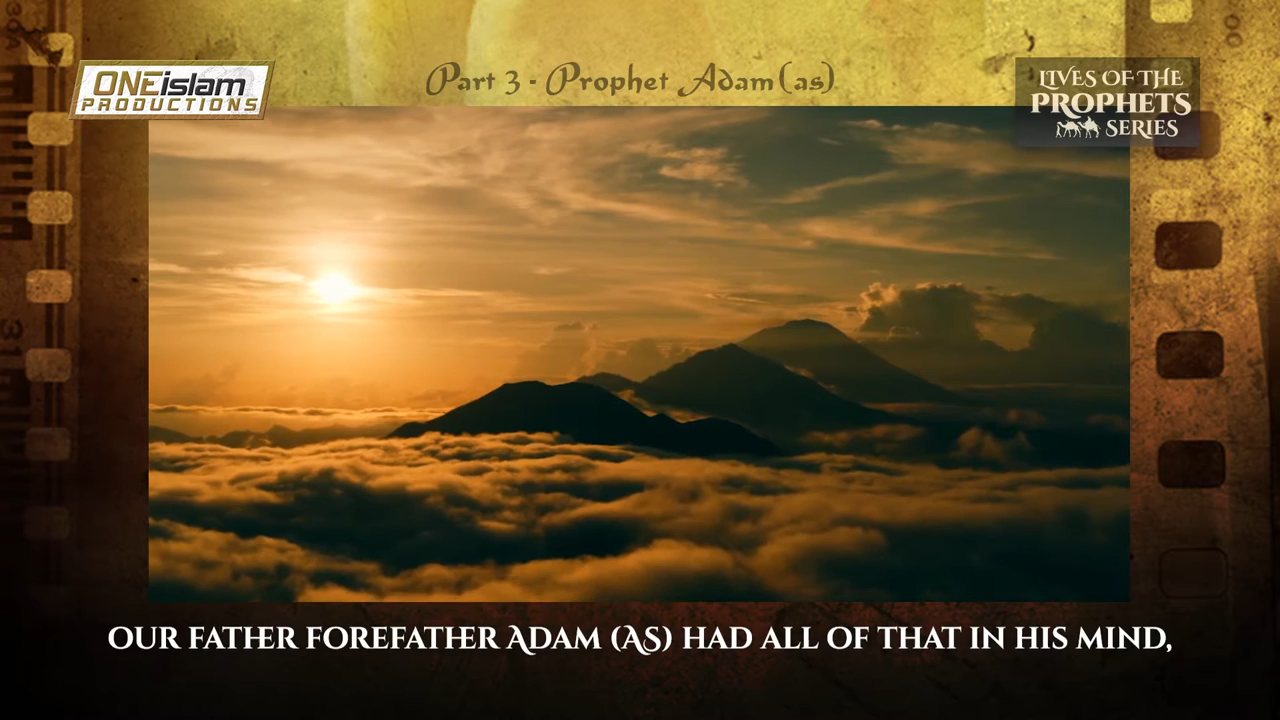 ONEislam
PRODUCTIONS
Part 3 - Prophet Adam (as)
LIVES OF THE
PROPHETS
SERIES
OUR FATHER FOREFATHER ADAM (AS) HAD ALL OF THAT IN HIS MIND,